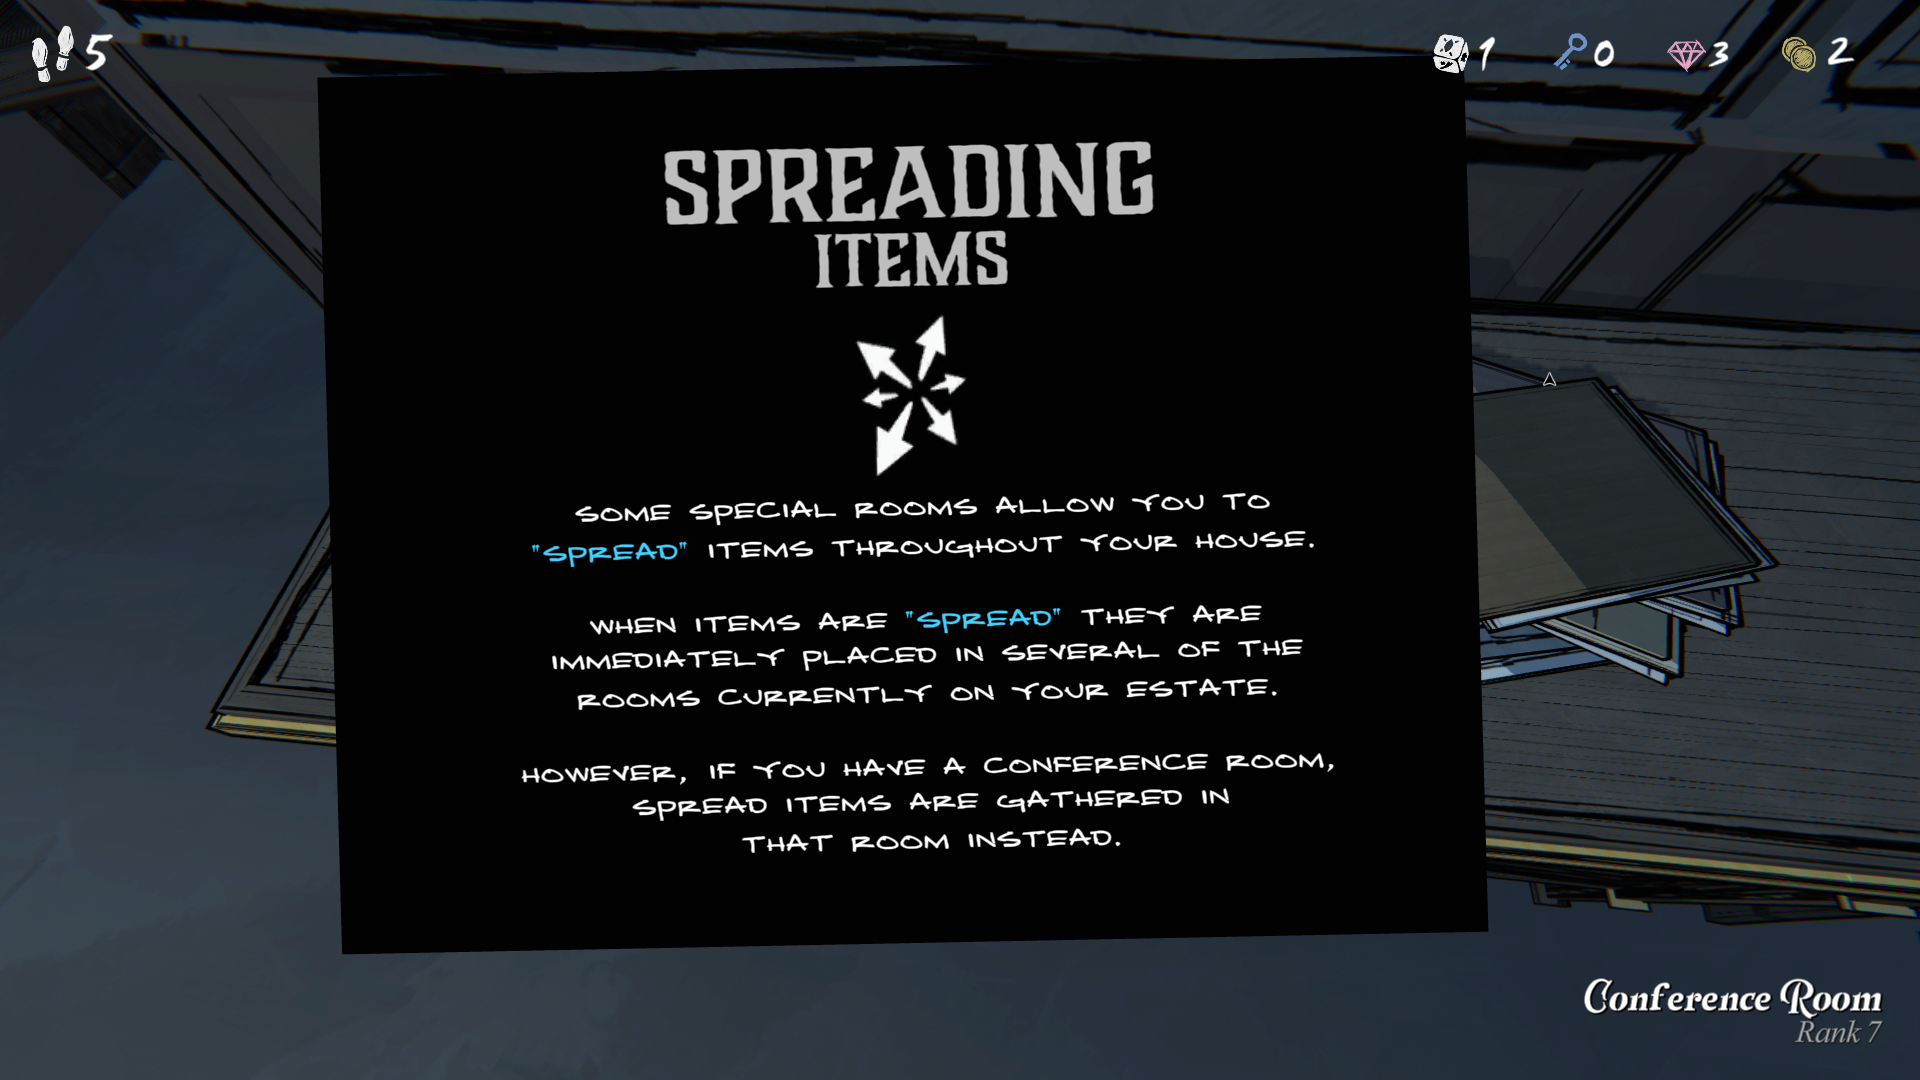 5
1
0
3
2
SPREADING
ITEMS
SOME SPECIAL ROOMS ALLOW YOU TO
"SPREAD" ITEMS THROUGHOUT YOUR HOUSE.
WHEN ITEMS ARE "SPREAD" THEY ARE
IMMEDIATELY PLACED IN SEVERAL OF THE
ROOMS CURRENTLY ON YOUR ESTATE.
HOWEVER, IF YOU HAVE A CONFERENCE ROOM,
SPREAD ITEMS ARE GATHERED IN
THAT ROOM INSTEAD.
Conference Room
Rank 7